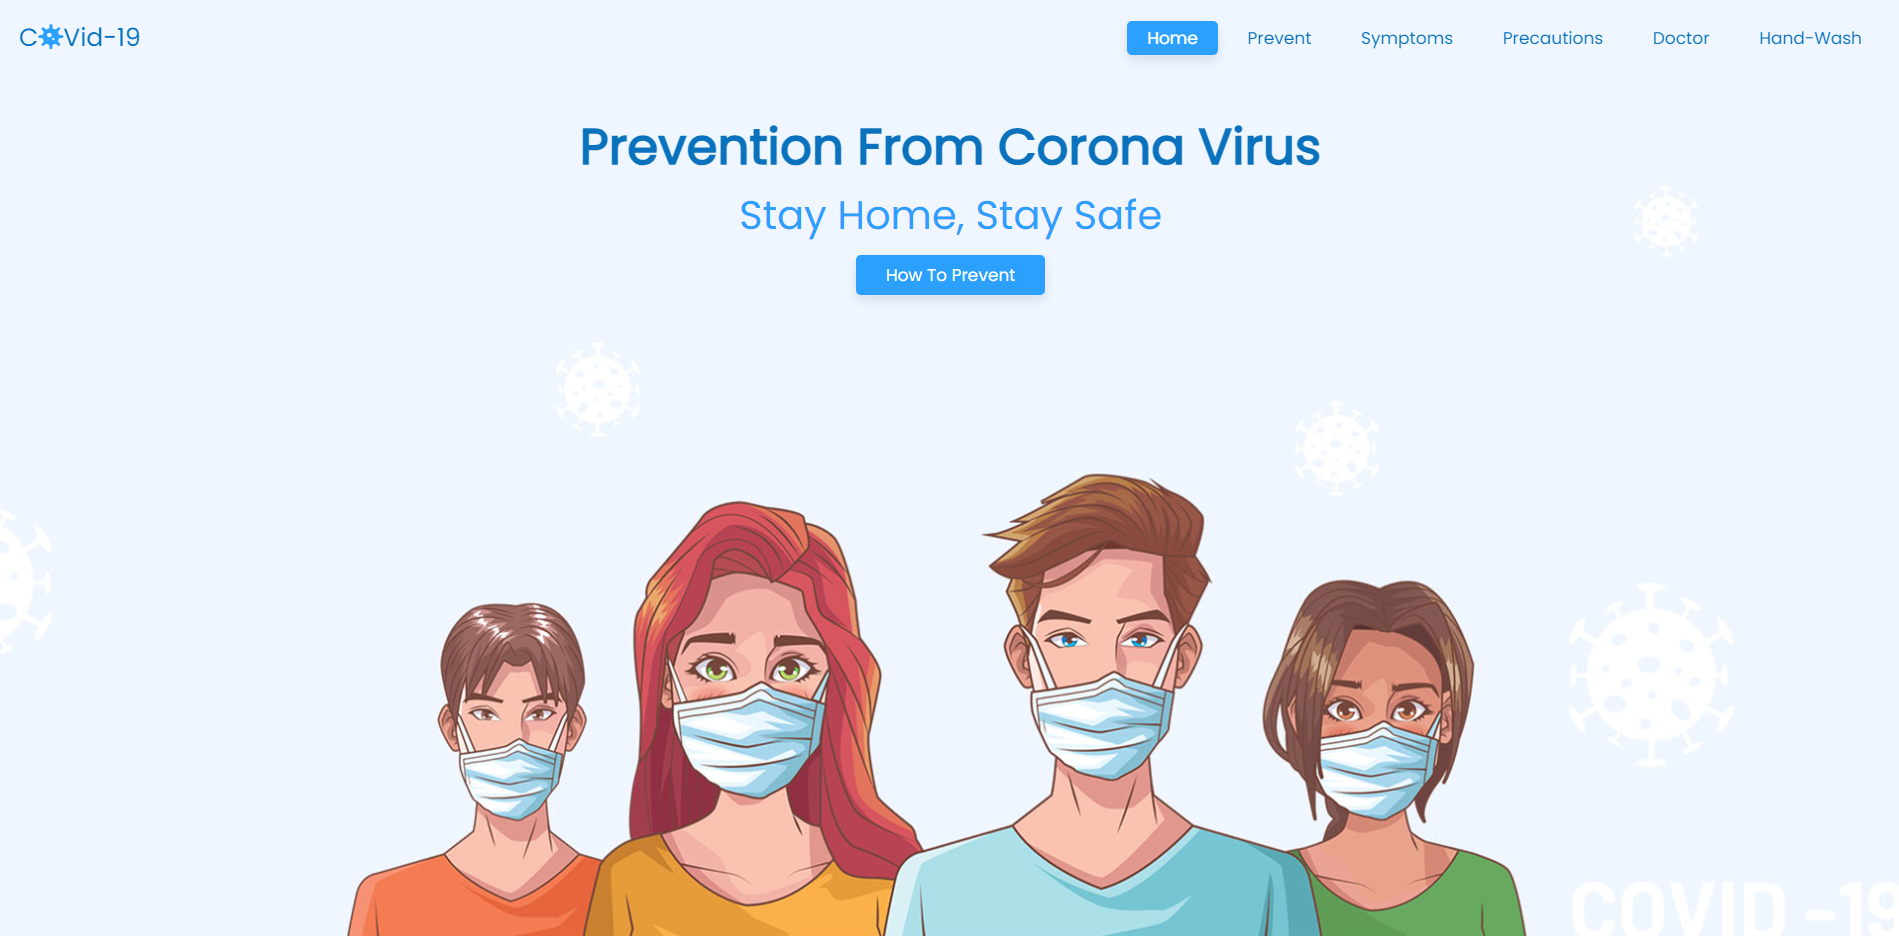 CoVid-19
Home Prevent Symptoms Precautions Doctor Hand-Wash
Prevention From Corona Virus
Stay Home, Stay Safe
How To Prevent
COVID -19